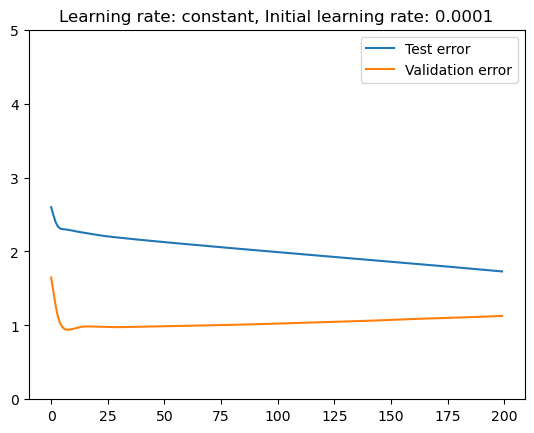 Learning rate: constant, Initial learning rate: 0.0001
Test error
Validation error
5
4
3
2
1
0
0 25 50 75 100 125 150 175 200